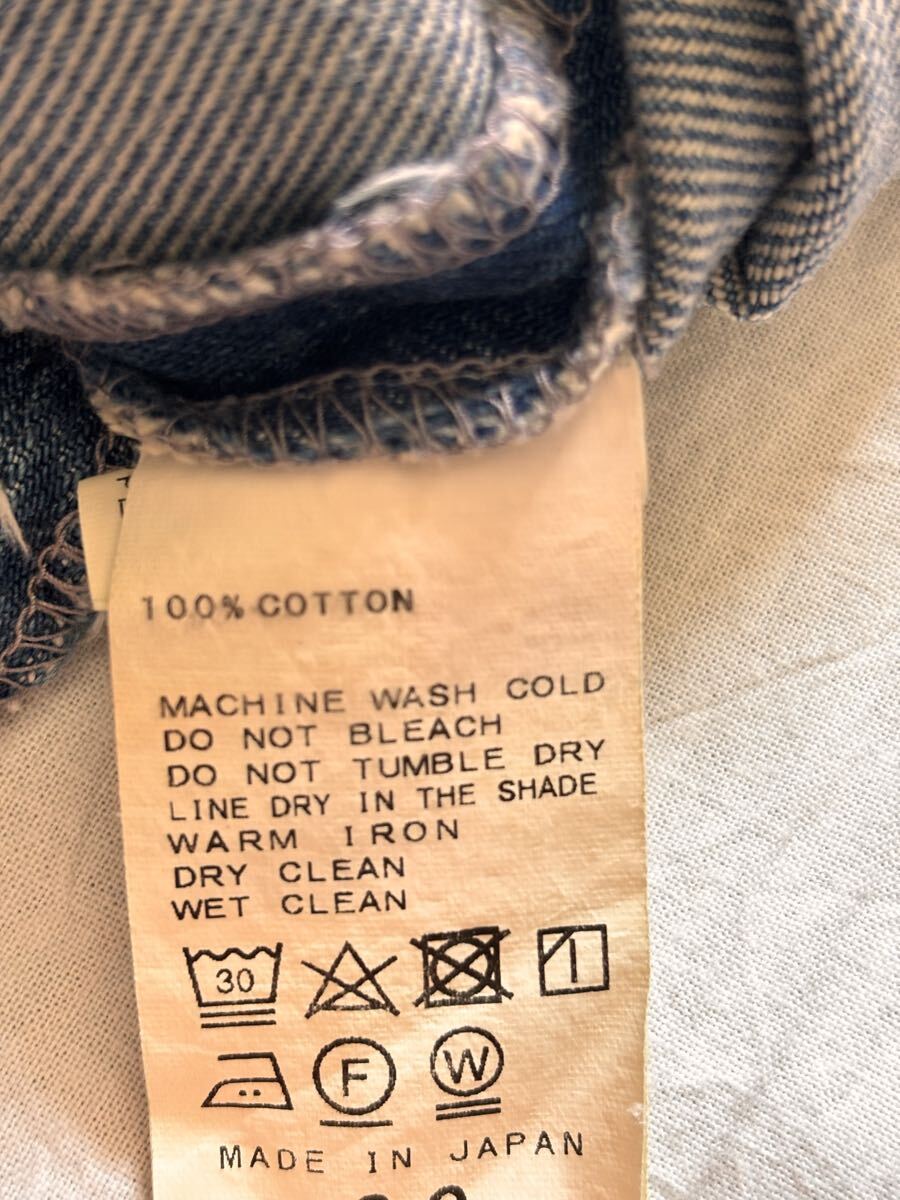 100% COTTON
MACHINE WASH COLD
DO NOT BLEACH
DO NOT TUMBLE DRY
LINE DRY IN THE SHADE
WARM IRON
DRY CLEAN
WET CLEAN
30
F W
MADE IN JAPAN